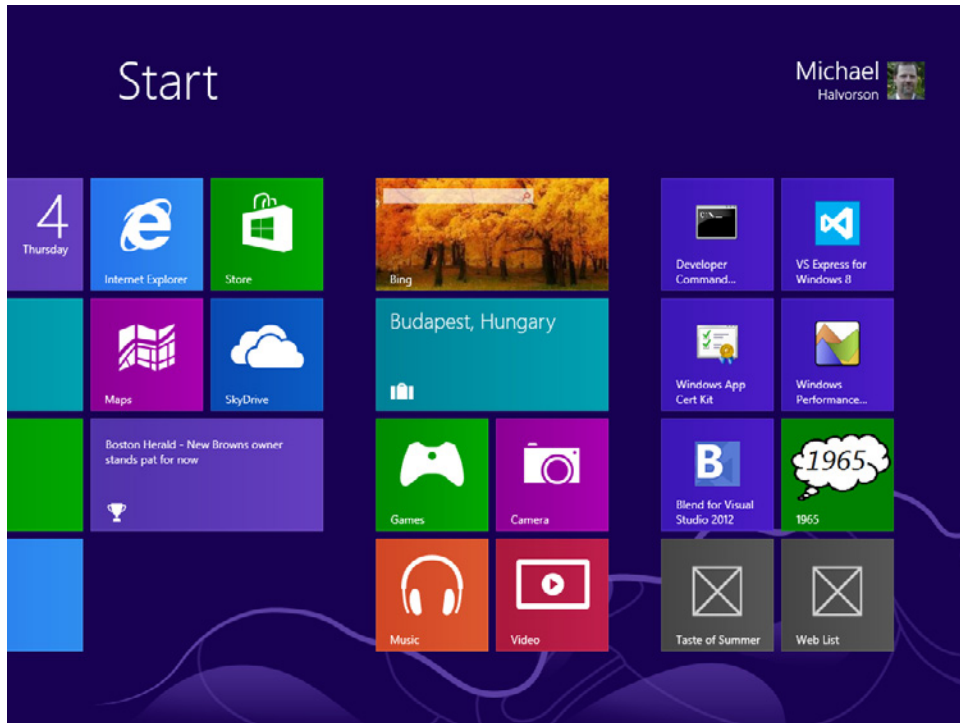 Start
Michael
Halvorson
4
Thursday
Internet Explorer
Store
Bing
Developer
Command...
VS Express for
Windows 8
Maps
SkyDrive
Budapest, Hungary
Windows App
Cert Kit
Windows
Performance...
Boston Herald - New Browns owner
stands pat for now
Games
Camera
B
Blend for Visual
Studio 2012
1965
1965
Music
Video
Taste of Summer
Web List